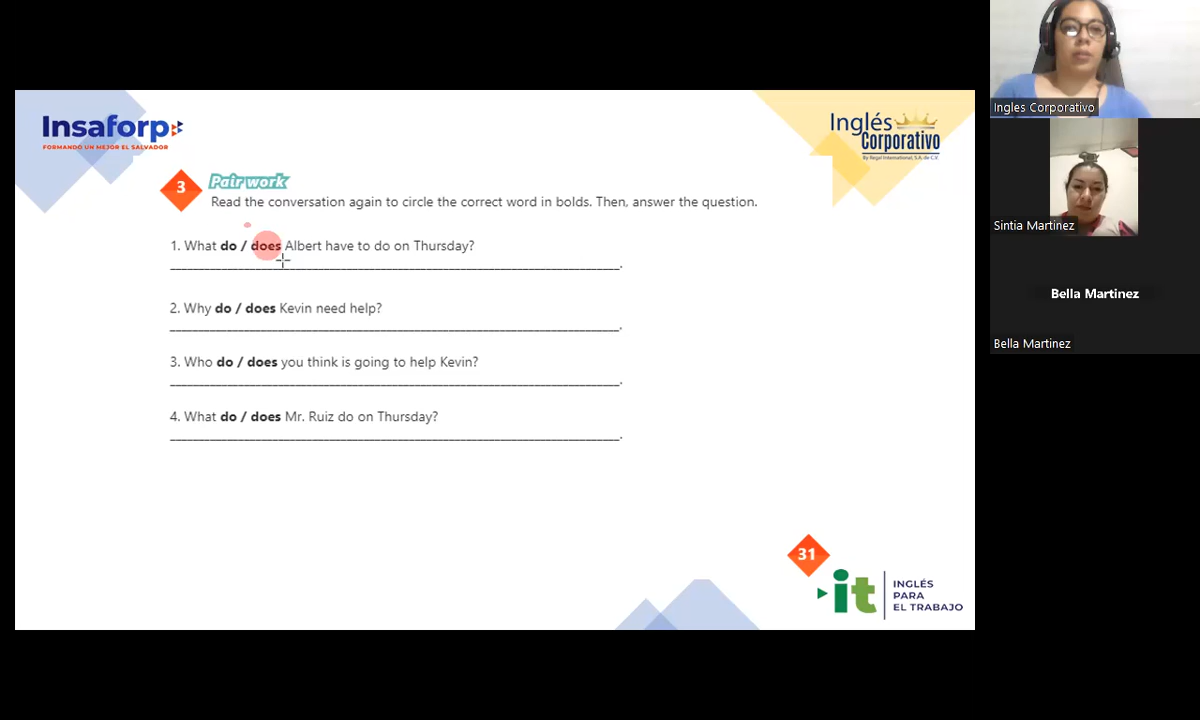 Insaforp
FORMANDO UN MEJOR EL SALVADOR
Inglés
Corporativo
By Regal International, S.A. de C.V.
3
Pair work
Read the conversation again to circle the correct word in bolds. Then, answer the question.
1. What do / does Albert have to do on Thursday?
2. Why do / does Kevin need help?
3. Who do / does you think is going to help Kevin?
4. What do / does Mr. Ruiz do on Thursday?
31
it
INGLÉS
PARA
EL TRABAJO
Ingles Corporativo
Sintia Martinez
Bella Martinez
Bella Martinez